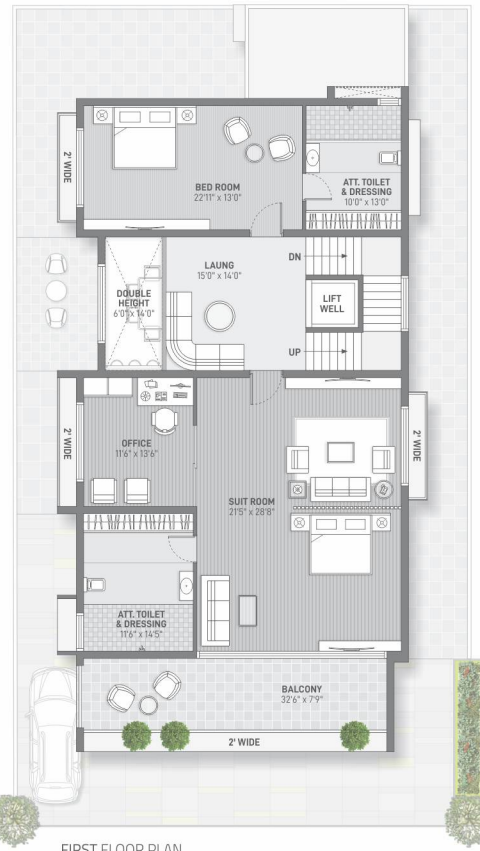 2' WIDE
BED ROOM
22'11" x 13'0"
ATT. TOILET
& DRESSING
10'0" x 13'0"
DOUBLE
HEIGHT
6'0" x 14'0"
LAUNG
15'0" x 14'0"
DN
LIFT
WELL
UP
2' WIDE
OFFICE
11'6" x 13'6"
2' WIDE
SUIT ROOM
21'5" x 28'8"
ATT. TOILET
& DRESSING
11'6" x 14'5"
BALCONY
32'6" x 7'9"
2' WIDE
FIRST FLOOR PLAN